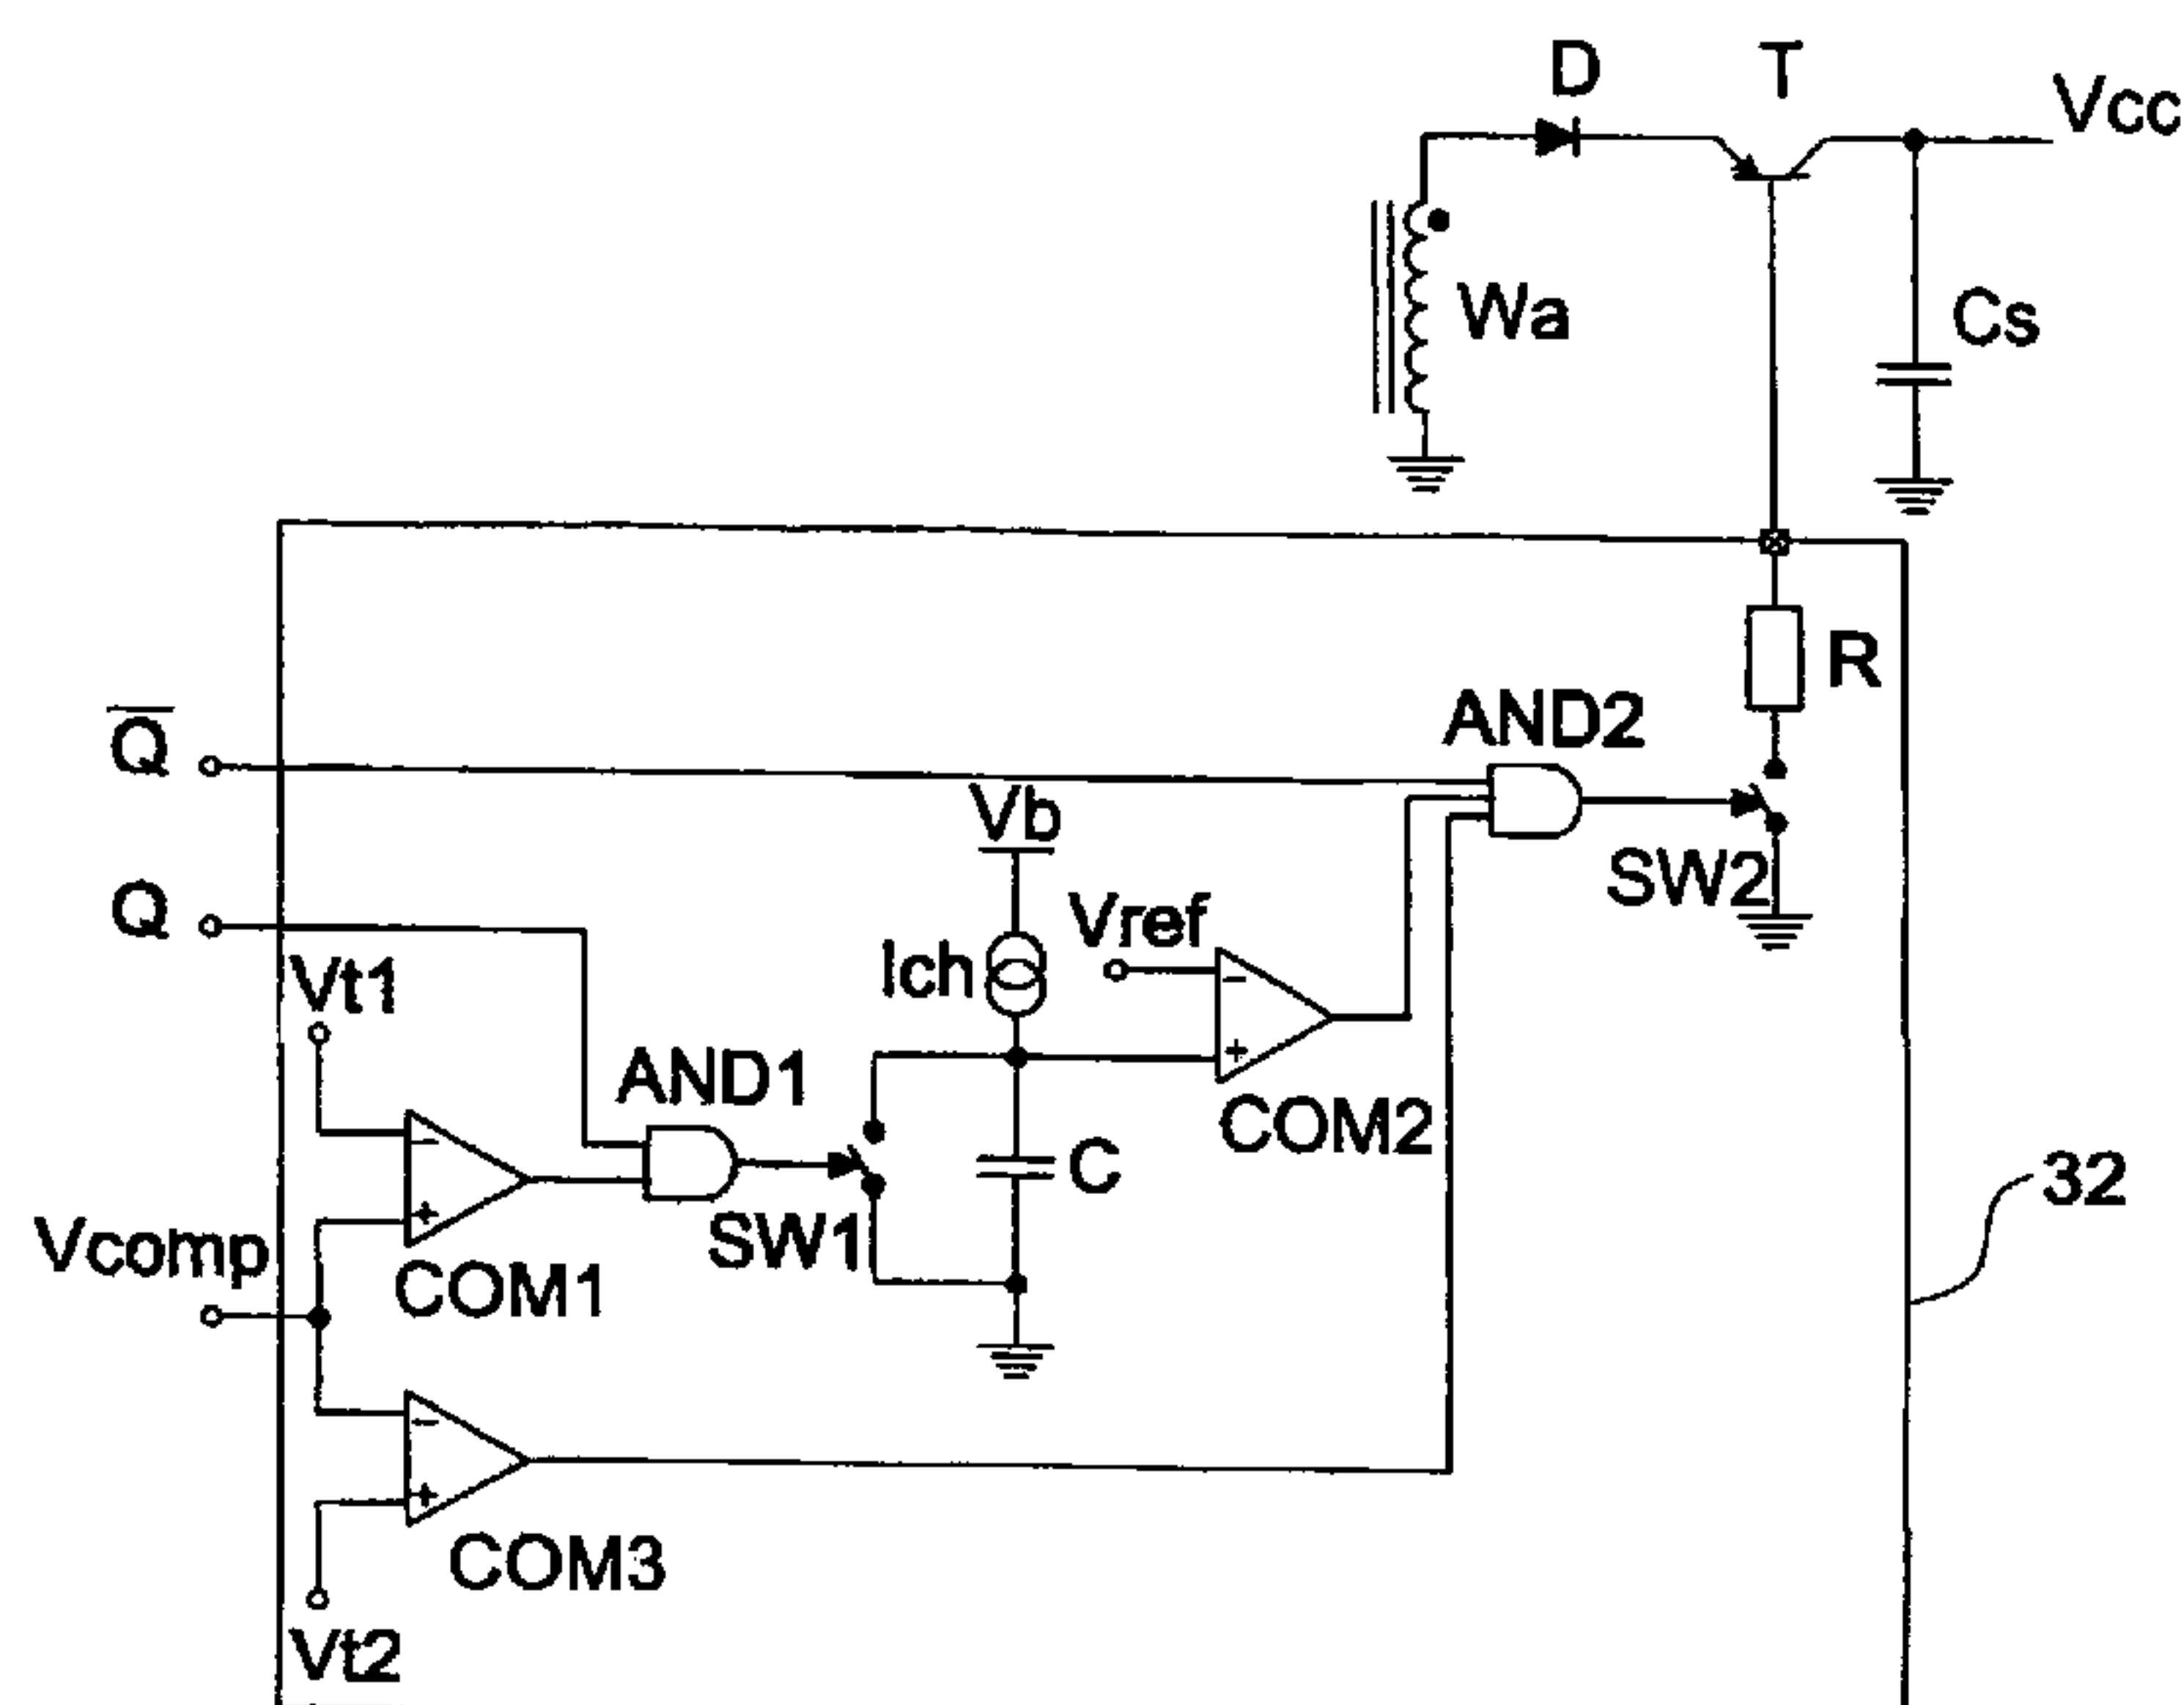 D T Vcc
Wa Cs
R
Q̅
AND2
Vb
SW2
Q
Vref
Ich
Vt1
−
+
AND1
COM2
C
−
+
SW1
32
Vcomp
COM1
−
+
COM3
Vt2